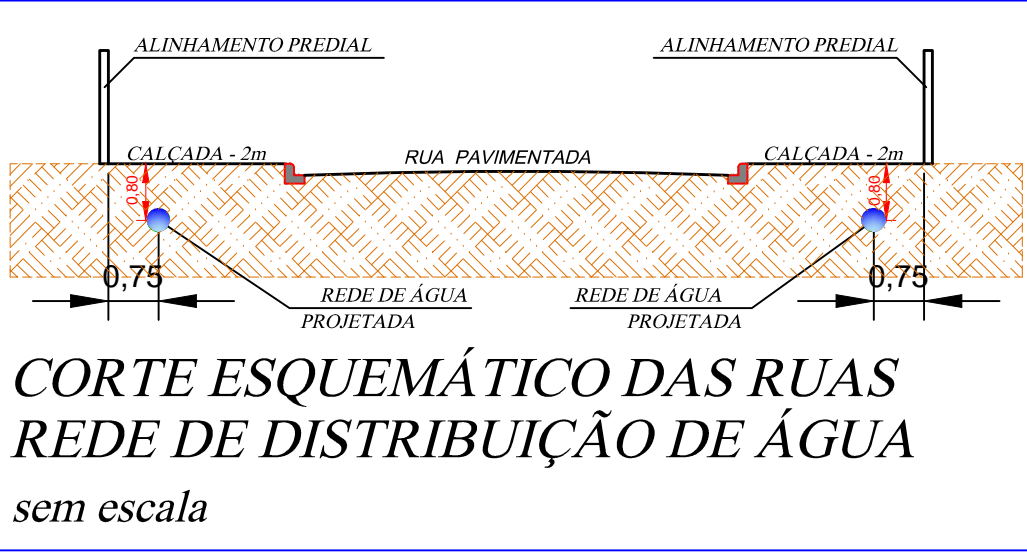 ALINHAMENTO PREDIAL
ALINHAMENTO PREDIAL
CALÇADA - 2m
RUA PAVIMENTADA
CALÇADA - 2m
0,80
0,80
0,75
0,75
REDE DE ÁGUA
PROJETADA
REDE DE ÁGUA
PROJETADA
CORTE ESQUEMÁTICO DAS RUAS
REDE DE DISTRIBUIÇÃO DE ÁGUA
sem escala